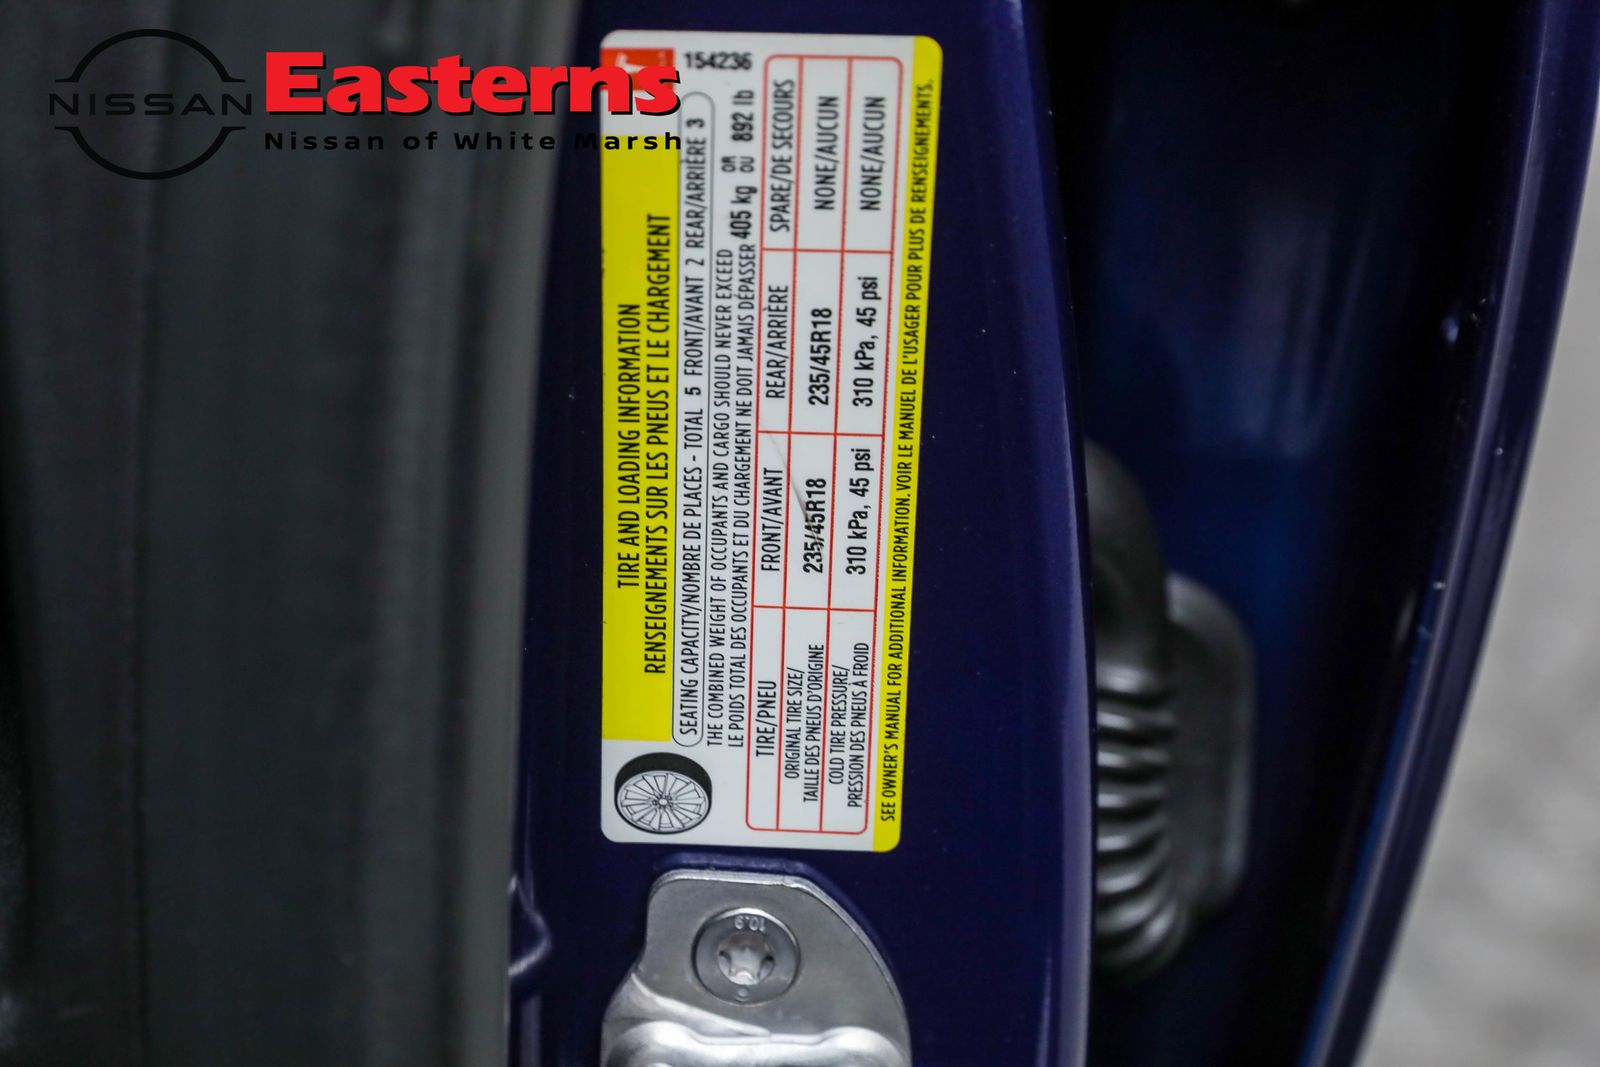 NISSAN
Easterns
Nissan of White Marsh
154236
TIRE AND LOADING INFORMATION
RENSEIGNEMENTS SUR LES PNEUS ET LE CHARGEMENT
SEATING CAPACITY/NOMBRE DE PLACES - TOTAL 5 FRONT/AVANT 2 REAR/ARRIÈRE 3
THE COMBINED WEIGHT OF OCCUPANTS AND CARGO SHOULD NEVER EXCEED
LE POIDS TOTAL DES OCCUPANTS ET DU CHARGEMENT NE DOIT JAMAIS DÉPASSER 405 kg OR OU 892 lb
TIRE/PNEU FRONT/AVANT REAR/ARRIÈRE SPARE/DE SECOURS
ORIGINAL TIRE SIZE/
TAILLE DES PNEUS D'ORIGINE 235/45R18 235/45R18 NONE/AUCUN
COLD TIRE PRESSURE/
PRESSION DES PNEUS À FROID 310 kPa, 45 psi 310 kPa, 45 psi NONE/AUCUN
SEE OWNER'S MANUAL FOR ADDITIONAL INFORMATION. VOIR LE MANUEL DE L'USAGER POUR PLUS DE RENSEIGNEMENTS.
10.9